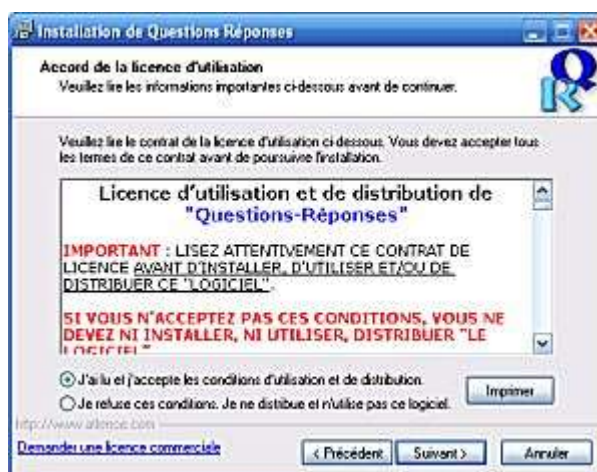 Installation de Questions Réponses
Accord de la licence d'utilisation
Veuillez lire les informations importantes ci-dessous avant de continuer.
QR
Veuillez lire le contrat de la licence d'utilisation ci-dessous. Vous devez accepter tous
les termes de ce contrat avant de poursuivre l'installation.
Licence d'utilisation et de distribution de
"Questions-Réponses"
IMPORTANT : LISEZ ATTENTIVEMENT CE CONTRAT DE
LICENCE AVANT D'INSTALLER, D'UTILISER ET/OU DE
DISTRIBUER CE "LOGICIEL".
SI VOUS N'ACCEPTEZ PAS CES CONDITIONS, VOUS NE
DEVEZ NI INSTALLER, NI UTILISER, DISTRIBUER "LE
LOGICIEL"
J'ai lu et j'accepte les conditions d'utilisation et de distribution.
Imprimer
Je refuse ces conditions. Je ne distribue et n'utilise pas ce logiciel.
Demander une licence commerciale
< Précédent
Suivant >
Annuler